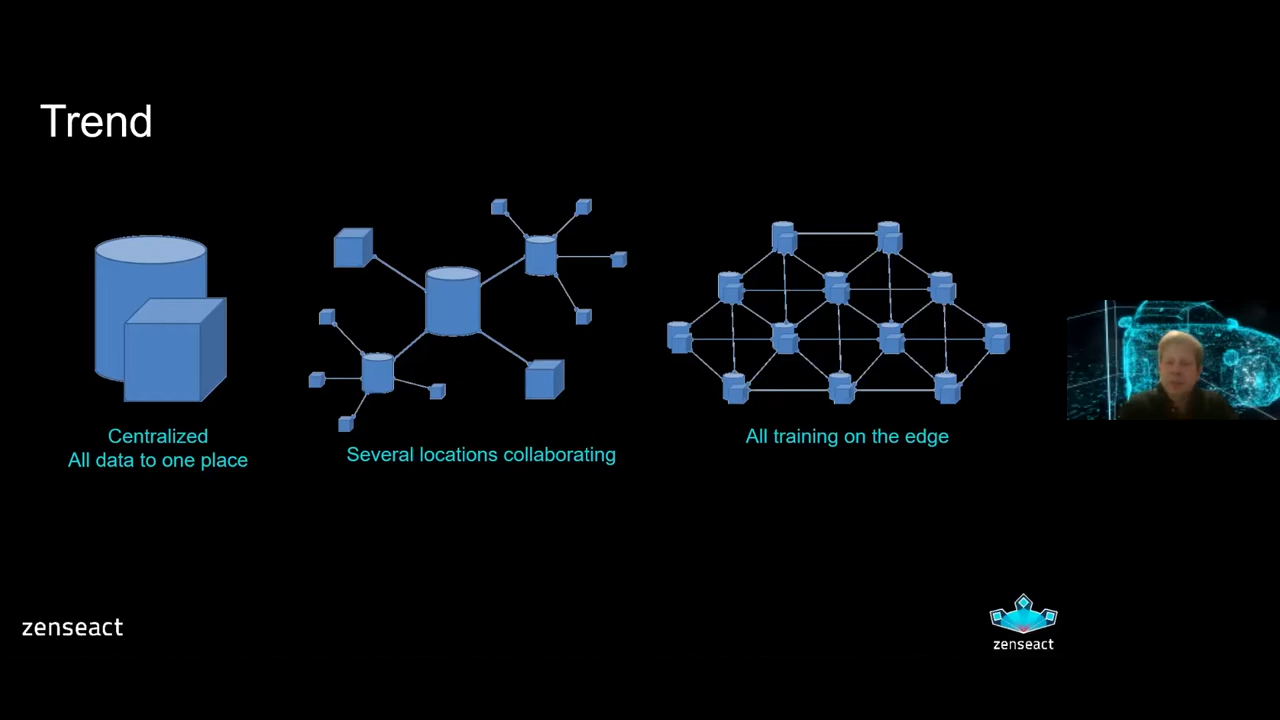 Trend
Centralized
All data to one place
Several locations collaborating
All training on the edge
zenseact
zenseact